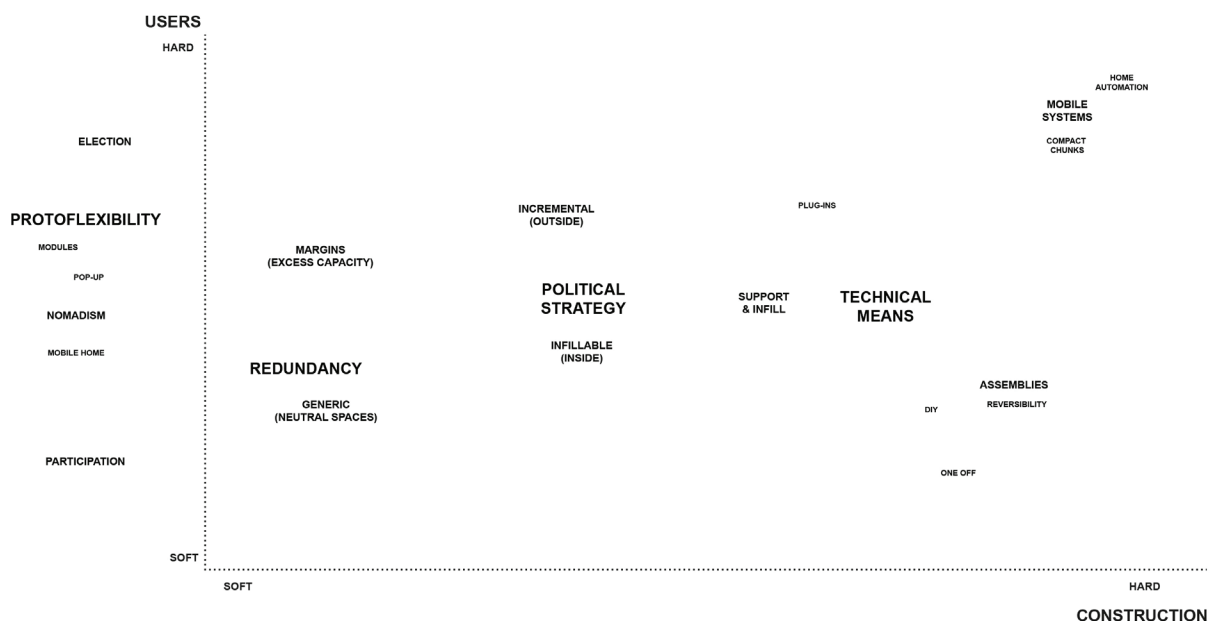 USERS
HARD
HOME
AUTOMATION
MOBILE
SYSTEMS
ELECTION
COMPACT
CHUNKS
PLUG-INS
INCREMENTAL
(OUTSIDE)
PROTOFLEXIBILITY
MODULES
MARGINS
(EXCESS CAPACITY)
POP-UP
POLITICAL
STRATEGY
SUPPORT
& INFILL
TECHNICAL
MEANS
NOMADISM
MOBILE HOME
INFILLABLE
(INSIDE)
REDUNDANCY
ASSEMBLIES
REVERSIBILITY
DIY
GENERIC
(NEUTRAL SPACES)
PARTICIPATION
ONE OFF
SOFT
SOFT
HARD
CONSTRUCTION